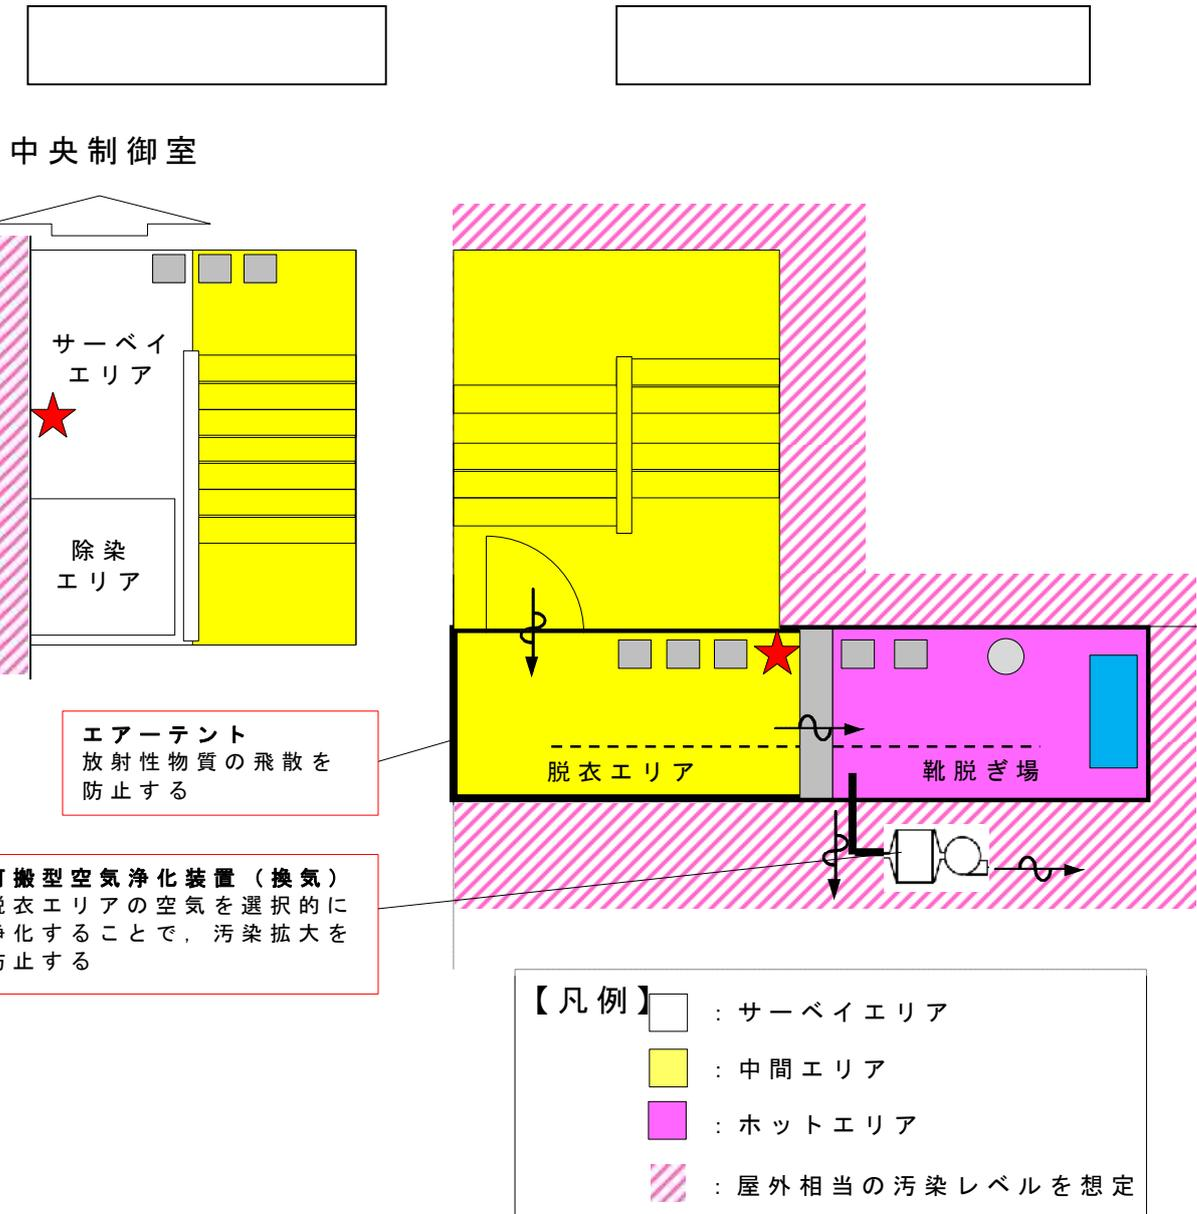 中央制御室
サーベイ
エリア
除染
エリア
エアーテント
放射性物質の飛散を
防止する
搬型空気浄化装置（換気）
衣エリアの空気を選択的に
化することで，汚染拡大を
止する
脱衣エリア
靴脱ぎ場
【凡例】
：サーベイエリア
：中間エリア
：ホットエリア
：屋外相当の汚染レベルを想定